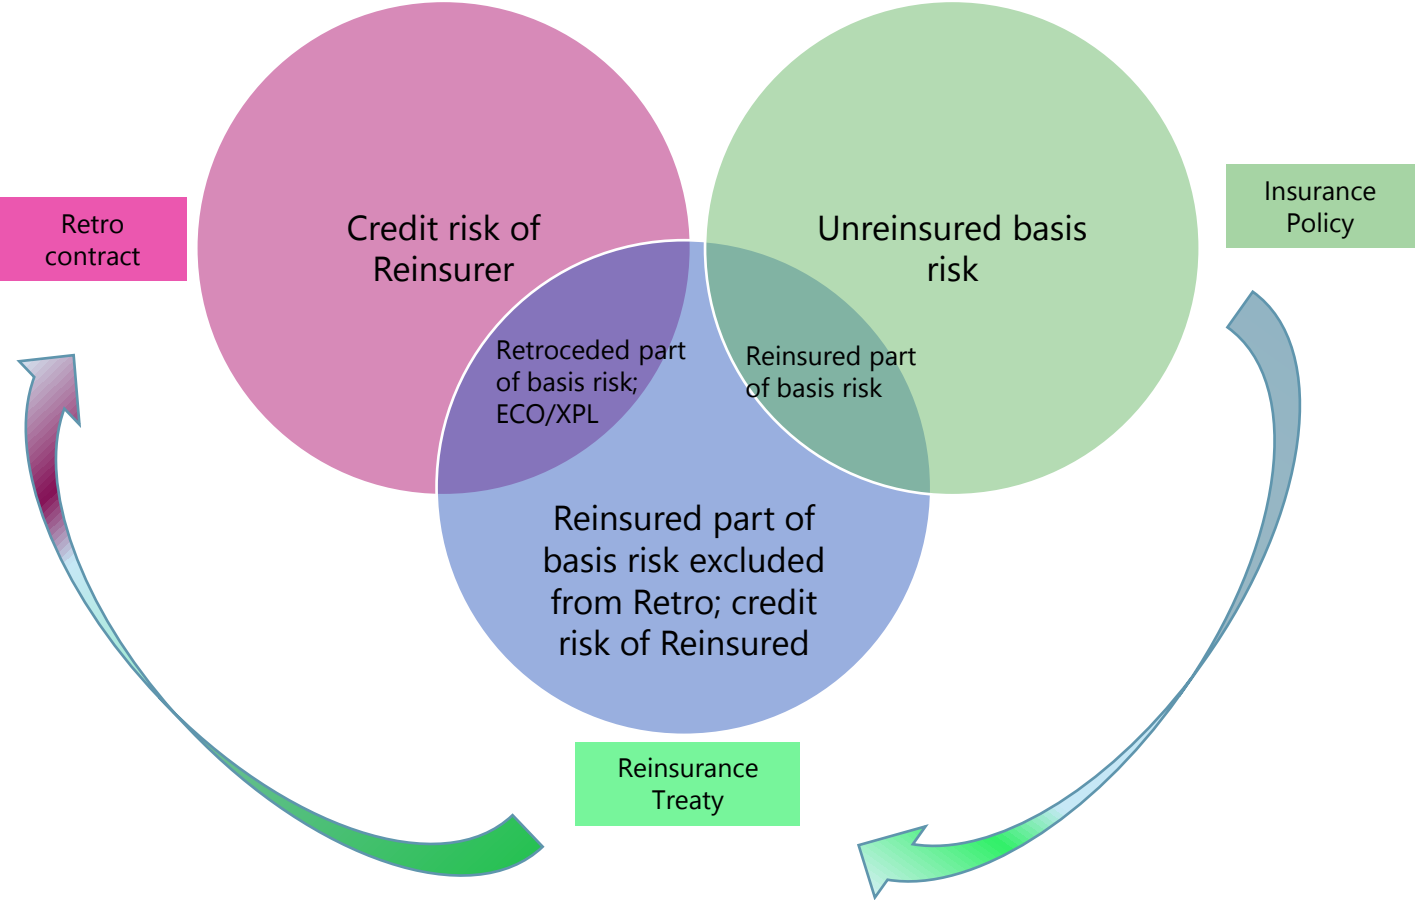 Credit risk of
Reinsurer
Unreinsured basis
risk
Insurance
Policy
Retro
contract
Retroceded part
of basis risk;
ECO/XPL
Reinsured part
of basis risk
Reinsured part of
basis risk excluded
from Retro; credit
risk of Reinsured
Reinsurance
Treaty